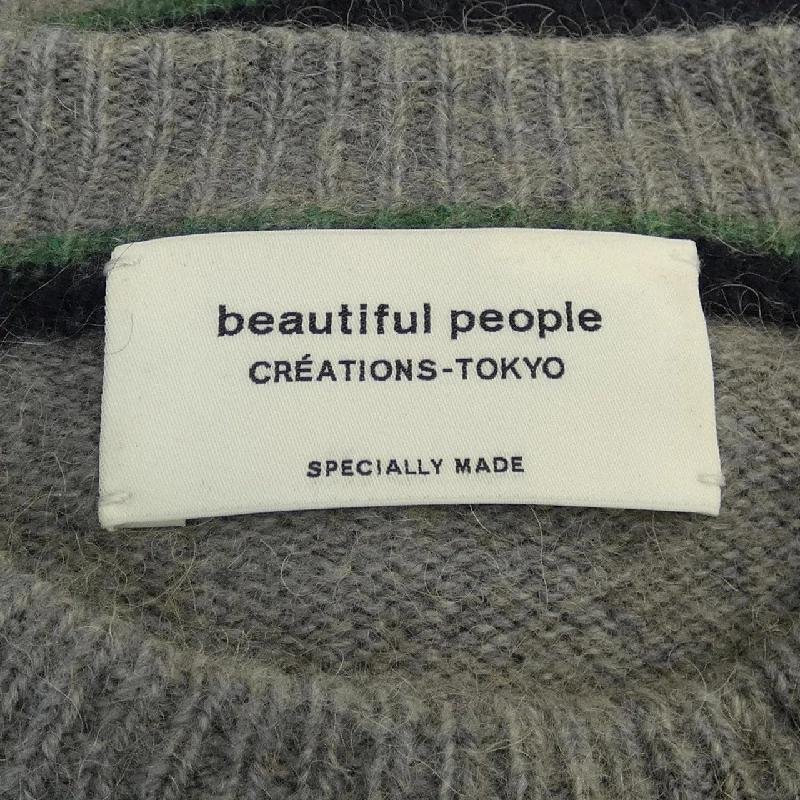 beautiful people
CRÉATIONS-TOKYO
SPECIALLY MADE